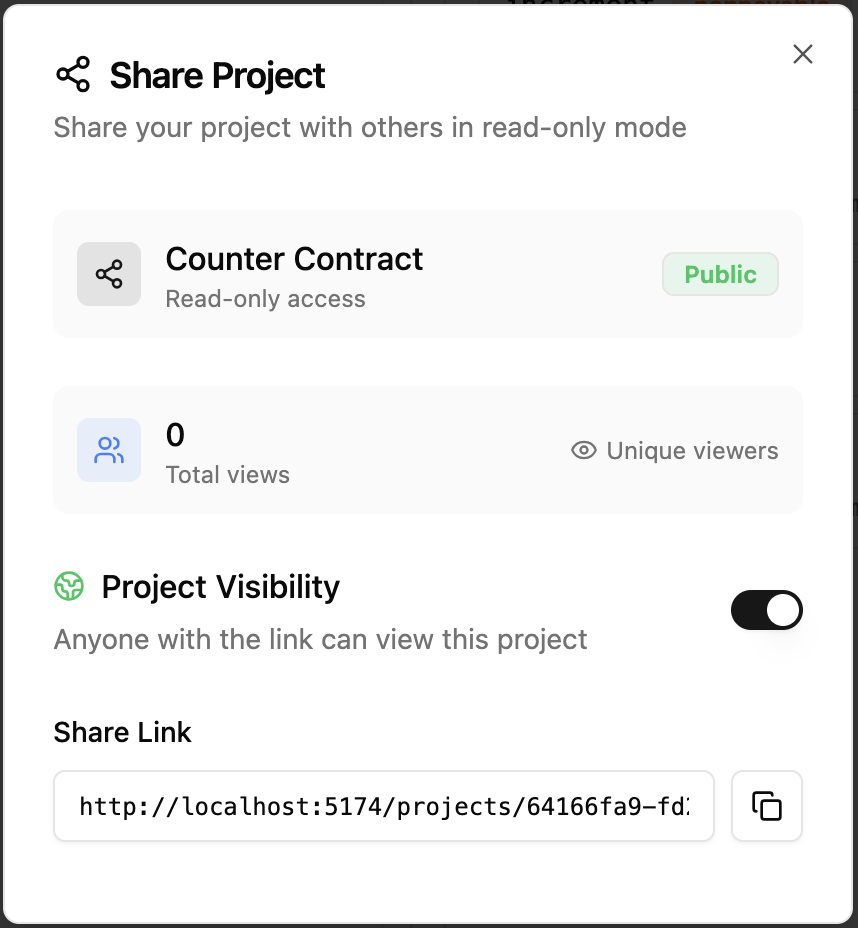 Share Project
Share your project with others in read-only mode
Counter Contract
Read-only access
Public
0
Total views
Unique viewers
Project Visibility
Anyone with the link can view this project
Share Link
http://localhost:5174/projects/64166fa9-fd